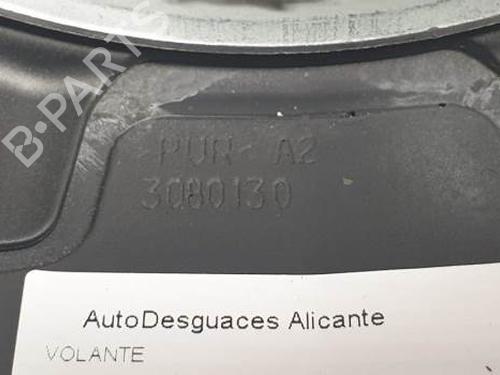 B-PARTS
>PUR< A2
3080130
AutoDesguaces Alicante
VOLANTE